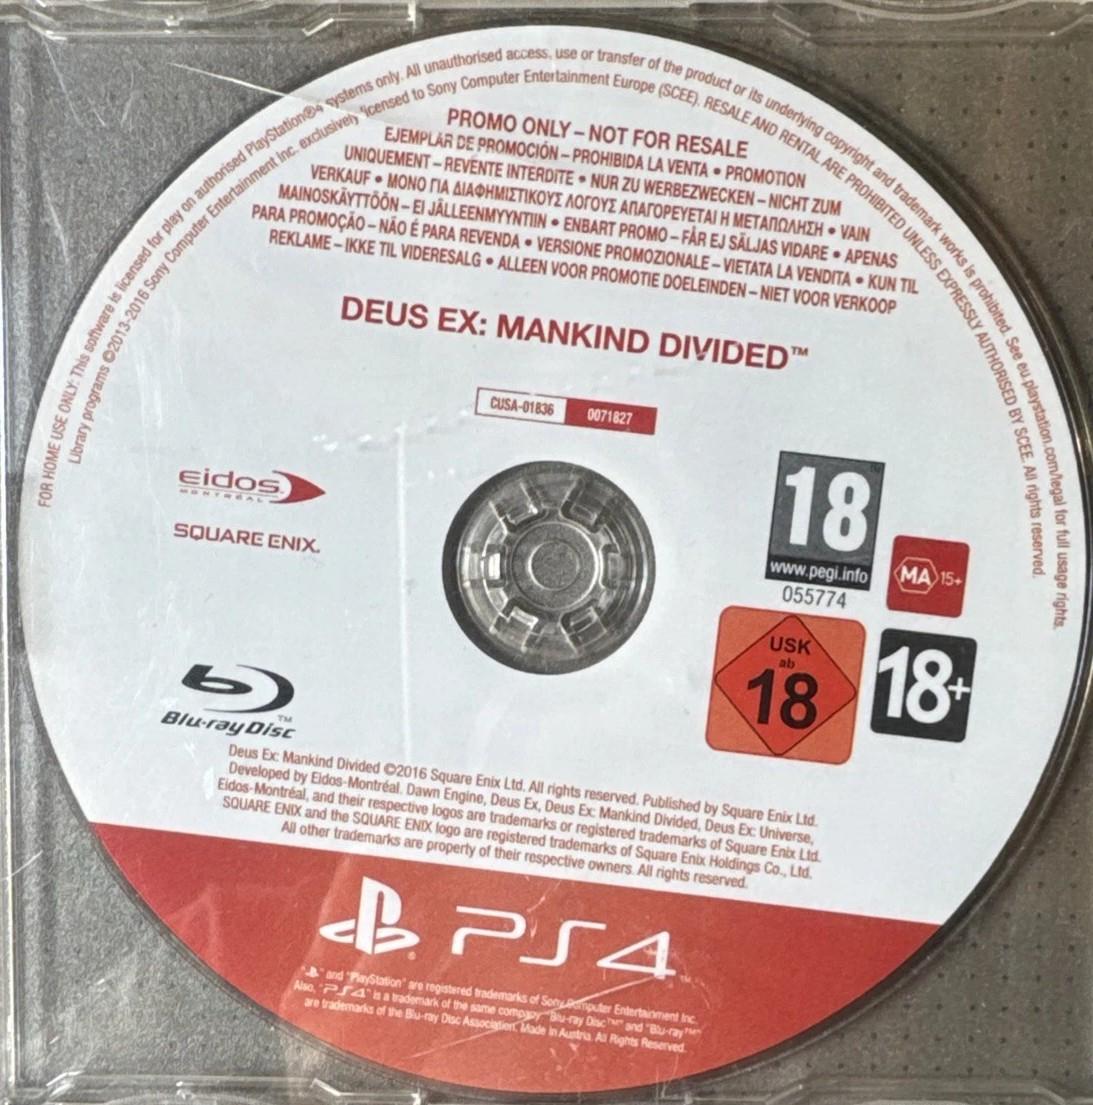 FOR HOME USE ONLY: This software is licensed for play on authorised PlayStation®4 systems only. All unauthorised access, use or transfer of the product or its underlying copyright and trademark works is prohibited. See eu.playstation.com/legal for full usage rights.
Library programs ©2013-2016 Sony Computer Entertainment Inc. exclusively licensed to Sony Computer Entertainment Europe (SCEE). RESALE AND RENTAL ARE PROHIBITED UNLESS EXPRESSLY AUTHORISED BY SCEE. All rights reserved.
PROMO ONLY – NOT FOR RESALE
EJEMPLAR DE PROMOCIÓN – PROHIBIDA LA VENTA • PROMOTION
UNIQUEMENT – REVENTE INTERDITE • NUR ZU WERBEZWECKEN – NICHT ZUM
VERKAUF • ΜΟΝΟ ΓΙΑ ΔΙΑΦΗΜΙΣΤΙΚΟΥΣ ΛΟΓΟΥΣ ΑΠΑΓΟΡΕΥΕΤΑΙ Η ΜΕΤΑΠΩΛΗΣΗ • VAIN
MAINOSKÄYTTÖÖN – EI JÄLLEENMYYNTIIN • ENBART PROMO – FÅR EJ SÄLJAS VIDARE • APENAS
PARA PROMOÇÃO – NÃO É PARA REVENDA • VERSIONE PROMOZIONALE – VIETATA LA VENDITA • KUN TIL
REKLAME – IKKE TIL VIDERESALG • ALLEEN VOOR PROMOTIE DOELEINDEN – NIET VOOR VERKOOP
DEUS EX: MANKIND DIVIDED™
CUSA-01836 0071827
eidos
MONTRÉAL
SQUARE ENIX.
18
www.pegi.info
055774
MA 15+
USK
ab
18
18+
Blu-ray Disc™
Deus Ex: Mankind Divided ©2016 Square Enix Ltd. All rights reserved. Published by Square Enix Ltd.
Developed by Eidos-Montréal. Dawn Engine, Deus Ex, Deus Ex: Mankind Divided, Deus Ex: Universe,
Eidos-Montréal, and their respective logos are trademarks or registered trademarks of Square Enix Ltd.
SQUARE ENIX and the SQUARE ENIX logo are registered trademarks of Square Enix Holdings Co., Ltd.
All other trademarks are property of their respective owners. All rights reserved.
PS4™
" " and "PlayStation" are registered trademarks of Sony Computer Entertainment Inc.
Also, "PS4" is a trademark of the same company. "Blu-ray Disc™" and "Blu-ray™"
are trademarks of the Blu-ray Disc Association. Made in Austria. All Rights Reserved.